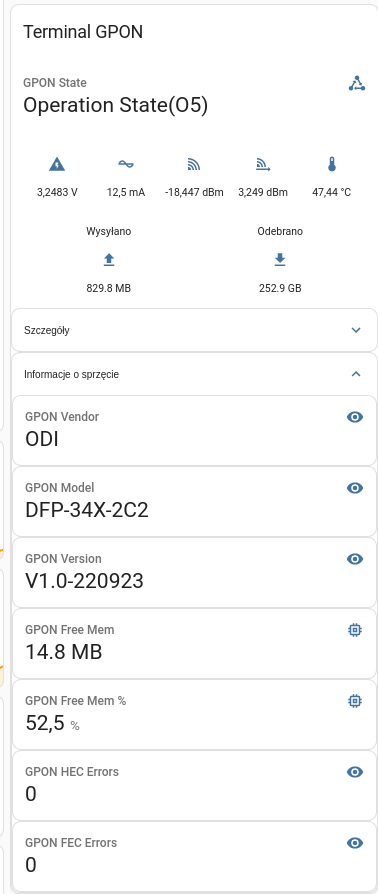 Terminal GPON
GPON State
Operation State(O5)
3,2483 V 12,5 mA -18,447 dBm 3,249 dBm 47,44 °C
Wysyłano Odebrano
829.8 MB 252.9 GB
Szczegóły
Informacje o sprzęcie
GPON Vendor
ODI
GPON Model
DFP-34X-2C2
GPON Version
V1.0-220923
GPON Free Mem
14.8 MB
GPON Free Mem %
52,5 %
GPON HEC Errors
0
GPON FEC Errors
0